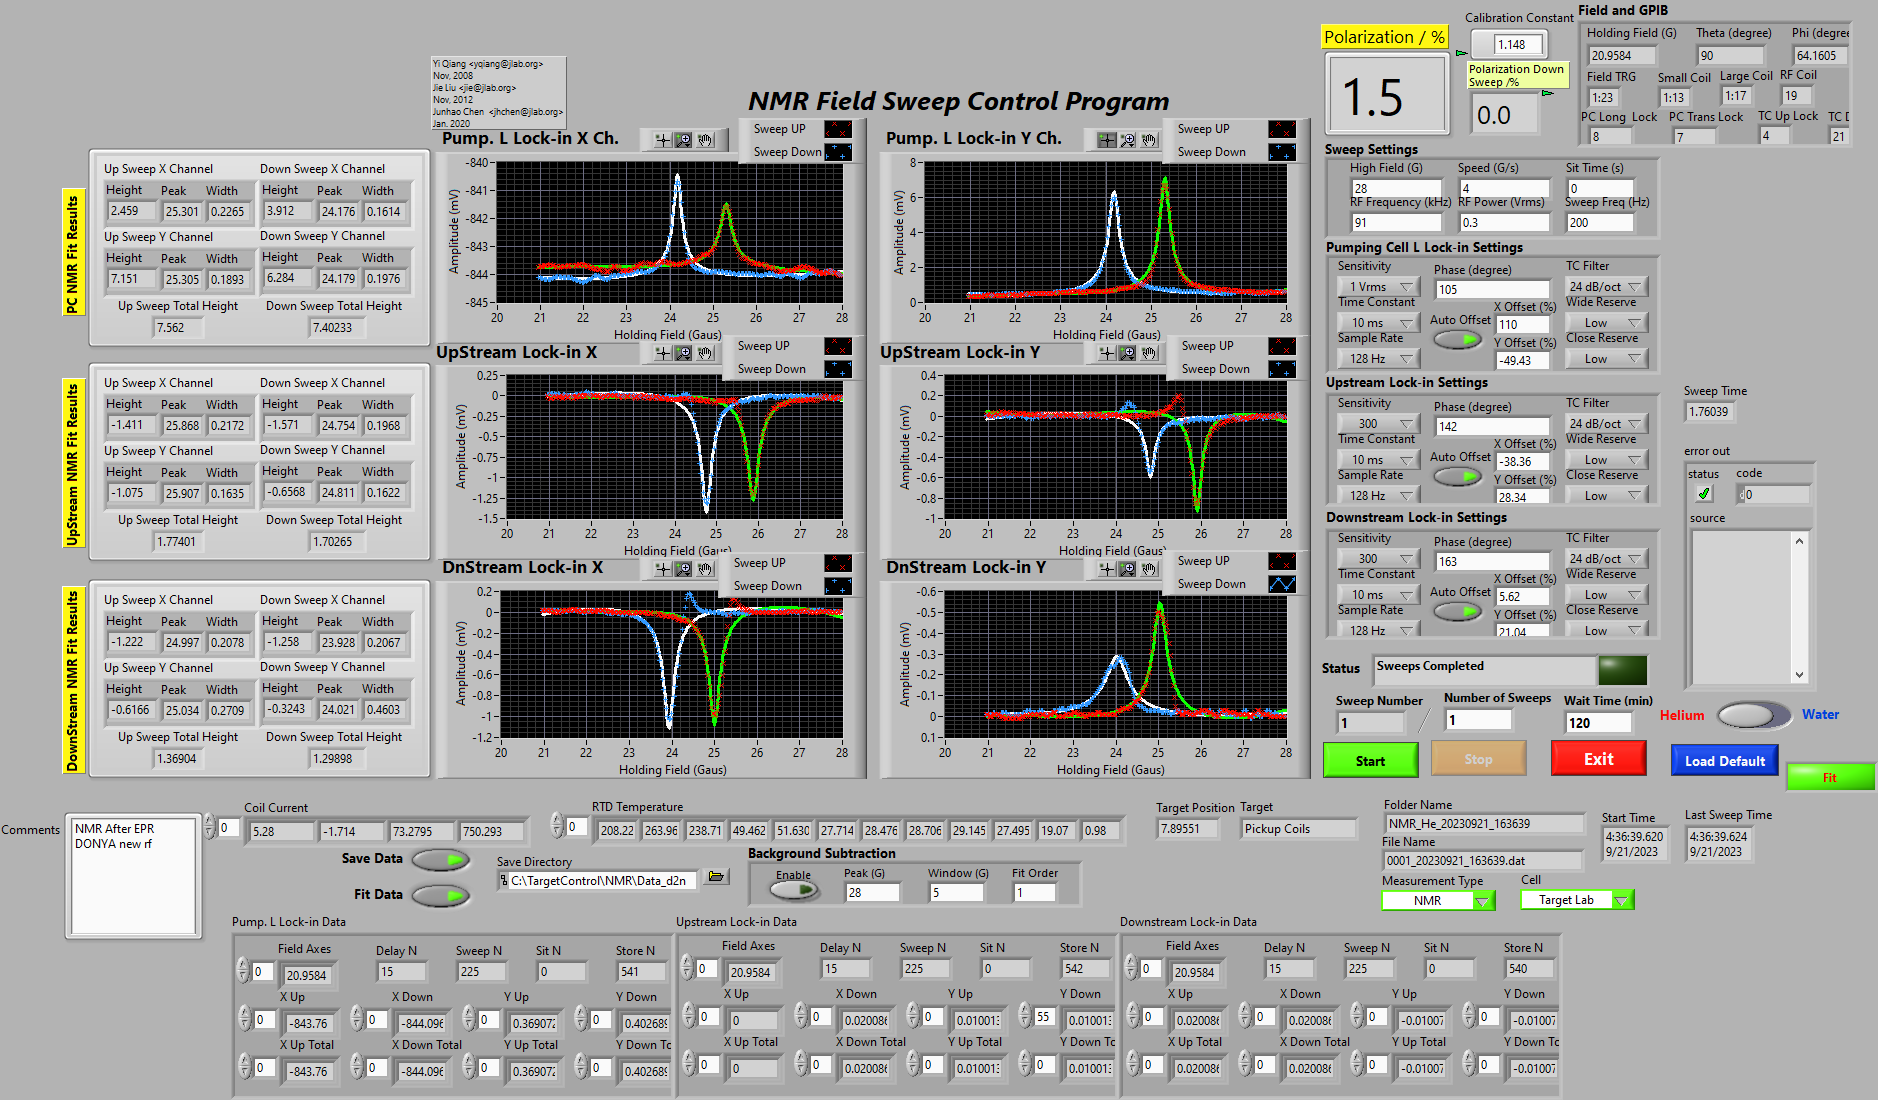 Yi Qiang <yqiang@jlab.org>
Nov, 2008
Jie Liu <jie@jlab.org>
Nov, 2012
Junhao Chen <jhchen@jlab.org>
Jan. 2020
NMR Field Sweep Control Program
Polarization / %
1.5
Calibration Constant
1.148
Polarization Down
Sweep /%
0.0
Field and GPIB
Holding Field (G) Theta (degree) Phi (degree
20.9584 90 64.1605
Field TRG Small Coil Large Coil RF Coil
1:23 1:13 1:17 19
PC Long Lock PC Trans Lock TC Up Lock TC D
8 7 4 21
PC NMR Fit Results
Up Sweep X Channel Down Sweep X Channel
Height Peak Width Height Peak Width
2.459 25.301 0.2265 3.912 24.176 0.1614
Up Sweep Y Channel Down Sweep Y Channel
Height Peak Width Height Peak Width
7.151 25.305 0.1893 6.284 24.179 0.1976
Up Sweep Total Height Down Sweep Total Height
7.562 7.40233
Pump. L Lock-in X Ch.
Sweep UP
Sweep Down
Amplitude (mV)
-840
-841
-842
-843
-844
-845
20 21 22 23 24 25 26 27 28
Holding Field (Gaus)
Pump. L Lock-in Y Ch.
Sweep UP
Sweep Down
Amplitude (mV)
8
6
4
2
0
20 21 22 23 24 25 26 27 28
Holding Field (Gaus)
UpStream NMR Fit Results
Up Sweep X Channel Down Sweep X Channel
Height Peak Width Height Peak Width
-1.411 25.868 0.2172 -1.571 24.754 0.1968
Up Sweep Y Channel Down Sweep Y Channel
Height Peak Width Height Peak Width
-1.075 25.907 0.1635 -0.6568 24.811 0.1622
Up Sweep Total Height Down Sweep Total Height
1.77401 1.70265
UpStream Lock-in X
Sweep UP
Sweep Down
Amplitude (mV)
0.25
0
-0.25
-0.5
-0.75
-1
-1.25
-1.5
20 21 22 23 24 25 26 27 28
Holding Field (Gaus)
UpStream Lock-in Y
Sweep UP
Sweep Down
Amplitude (mV)
0.4
0.2
0
-0.2
-0.4
-0.6
-0.8
-1
20 21 22 23 24 25 26 27 28
Holding Field (Gaus)
DownStream NMR Fit Results
Up Sweep X Channel Down Sweep X Channel
Height Peak Width Height Peak Width
-1.222 24.997 0.2078 -1.258 23.928 0.2067
Up Sweep Y Channel Down Sweep Y Channel
Height Peak Width Height Peak Width
-0.6166 25.034 0.2709 -0.3243 24.021 0.4603
Up Sweep Total Height Down Sweep Total Height
1.36904 1.29898
DnStream Lock-in X
Sweep UP
Sweep Down
Amplitude (mV)
0.2
0
-0.2
-0.4
-0.6
-0.8
-1
-1.2
20 21 22 23 24 25 26 27 28
Holding Field (Gaus)
DnStream Lock-in Y
Sweep UP
Sweep Down
Amplitude (mV)
-0.6
-0.5
-0.4
-0.3
-0.2
-0.1
0
0.1
20 21 22 23 24 25 26 27 28
Holding Field (Gaus)
Sweep Settings
High Field (G) Speed (G/s) Sit Time (s)
28 4 0
RF Frequency (kHz) RF Power (Vrms) Sweep Freq (Hz)
91 0.3 200
Pumping Cell L Lock-in Settings
Sensitivity Phase (degree) TC Filter
1 Vrms 105 24 dB/oct
Time Constant X Offset (%) Wide Reserve
10 ms Auto Offset 110 Low
Sample Rate Y Offset (%) Close Reserve
128 Hz -49.43 Low
Upstream Lock-in Settings
Sensitivity Phase (degree) TC Filter
300 142 24 dB/oct
Time Constant X Offset (%) Wide Reserve
10 ms Auto Offset -38.36 Low
Sample Rate Y Offset (%) Close Reserve
128 Hz 28.34 Low
Downstream Lock-in Settings
Sensitivity Phase (degree) TC Filter
300 163 24 dB/oct
Time Constant X Offset (%) Wide Reserve
10 ms Auto Offset 5.62 Low
Sample Rate Y Offset (%) Close Reserve
128 Hz 21.04 Low
Sweep Time
1.76039
error out
status code
0
source
Status Sweeps Completed
Sweep Number Number of Sweeps Wait Time (min)
1 / 1 120
Helium Water
Start Stop Exit Load Default Fit
Comments
NMR After EPR
DONYA new rf
Coil Current
0 5.28 -1.714 73.2795 750.293
RTD Temperature
0 208.22 263.96 238.71 49.462 51.630 27.714 28.476 28.706 29.145 27.495 19.07 0.98
Target Position Target
7.89551 Pickup Coils
Save Data
Fit Data
Save Directory
C:\TargetControl\NMR\Data_d2n
Background Subtraction
Enable Peak (G) Window (G) Fit Order
28 5 1
Folder Name
NMR_He_20230921_163639
File Name
0001_20230921_163639.dat
Measurement Type Cell
NMR Target Lab
Start Time
4:36:39.620
9/21/2023
Last Sweep Time
4:36:39.624
9/21/2023
Pump. L Lock-in Data
Field Axes Delay N Sweep N Sit N Store N
0 20.9584 15 225 0 541
X Up X Down Y Up Y Down
0 -843.76 0 -844.096 0 0.369072 0 0.402689
X Up Total X Down Total Y Up Total Y Down To
0 -843.76 0 -844.096 0 0.369072 0 0.402689
Upstream Lock-in Data
Field Axes Delay N Sweep N Sit N Store N
0 20.9584 15 225 0 542
X Up X Down Y Up Y Down
0 0 0 0.020086 0 0.010013 55 0.010013
X Up Total X Down Total Y Up Total Y Down To
0 0 0 0.020086 0 0.010013 0 0.010013
Downstream Lock-in Data
Field Axes Delay N Sweep N Sit N Store N
0 20.9584 15 225 0 540
X Up X Down Y Up Y Down
0 0.020086 0 0.020086 0 -0.01007 0 -0.01007
X Up Total X Down Total Y Up Total Y Down To
0 0.020086 0 0.020086 0 -0.01007 0 -0.01007